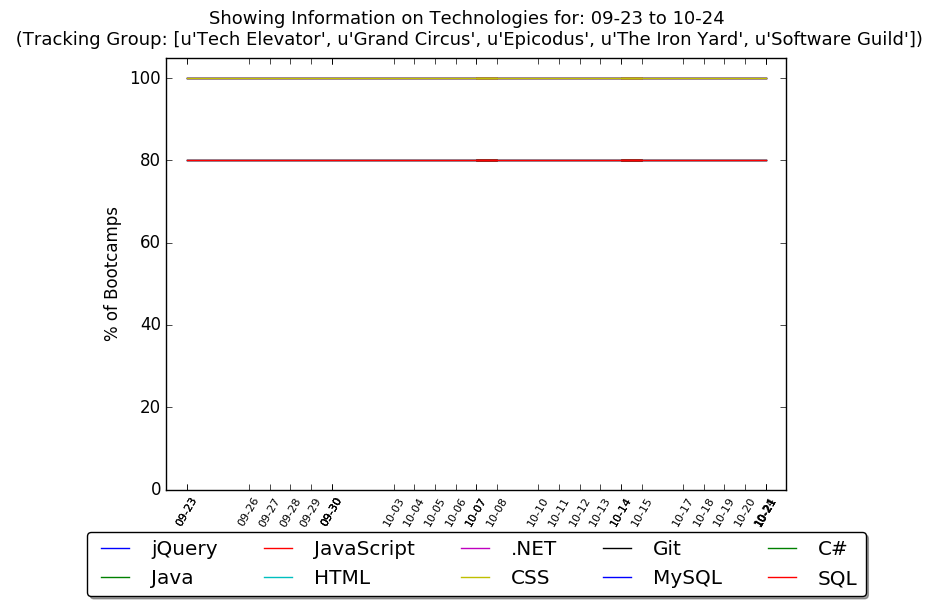 Showing Information on Technologies for: 09-23 to 10-24
(Tracking Group: [u'Tech Elevator', u'Grand Circus', u'Epicodus', u'The Iron Yard', u'Software Guild'])
100
80
60
40
20
0
% of Bootcamps
09-23 09-26 09-27 09-28 09-29 09-30 10-03 10-04 10-05 10-06 10-07 10-08 10-10 10-11 10-12 10-13 10-14 10-15 10-17 10-18 10-19 10-20
jQuery JavaScript .NET Git C#
Java HTML CSS MySQL SQL